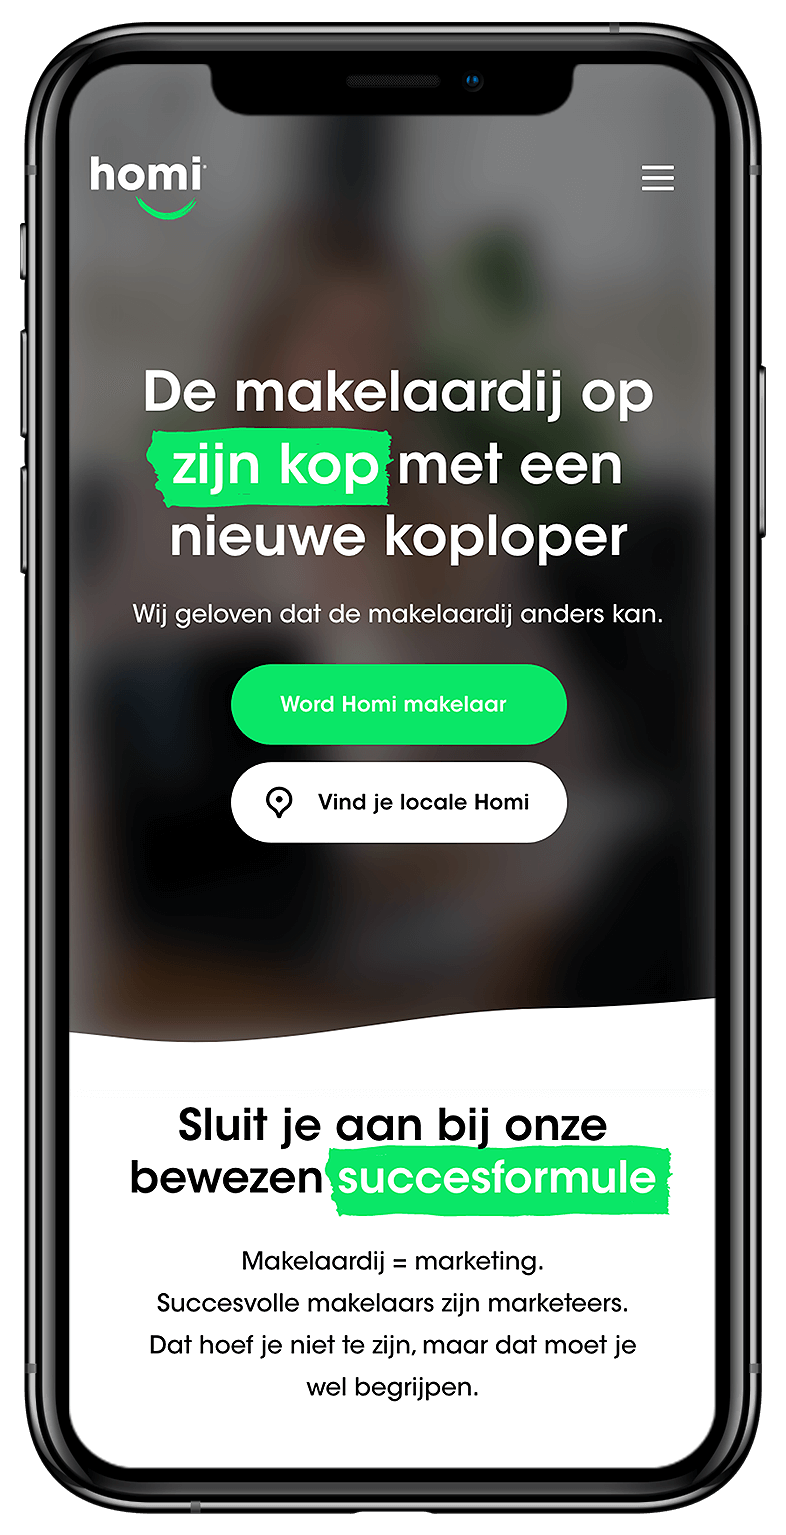 homi
De makelaardij op
zijn kop met een
nieuwe koploper
Wij geloven dat de makelaardij anders kan.
Word Homi makelaar
Vind je locale Homi
Sluit je aan bij onze
bewezen succesformule
Makelaardij = marketing.
Succesvolle makelaars zijn marketeers.
Dat hoef je niet te zijn, maar dat moet je
wel begrijpen.